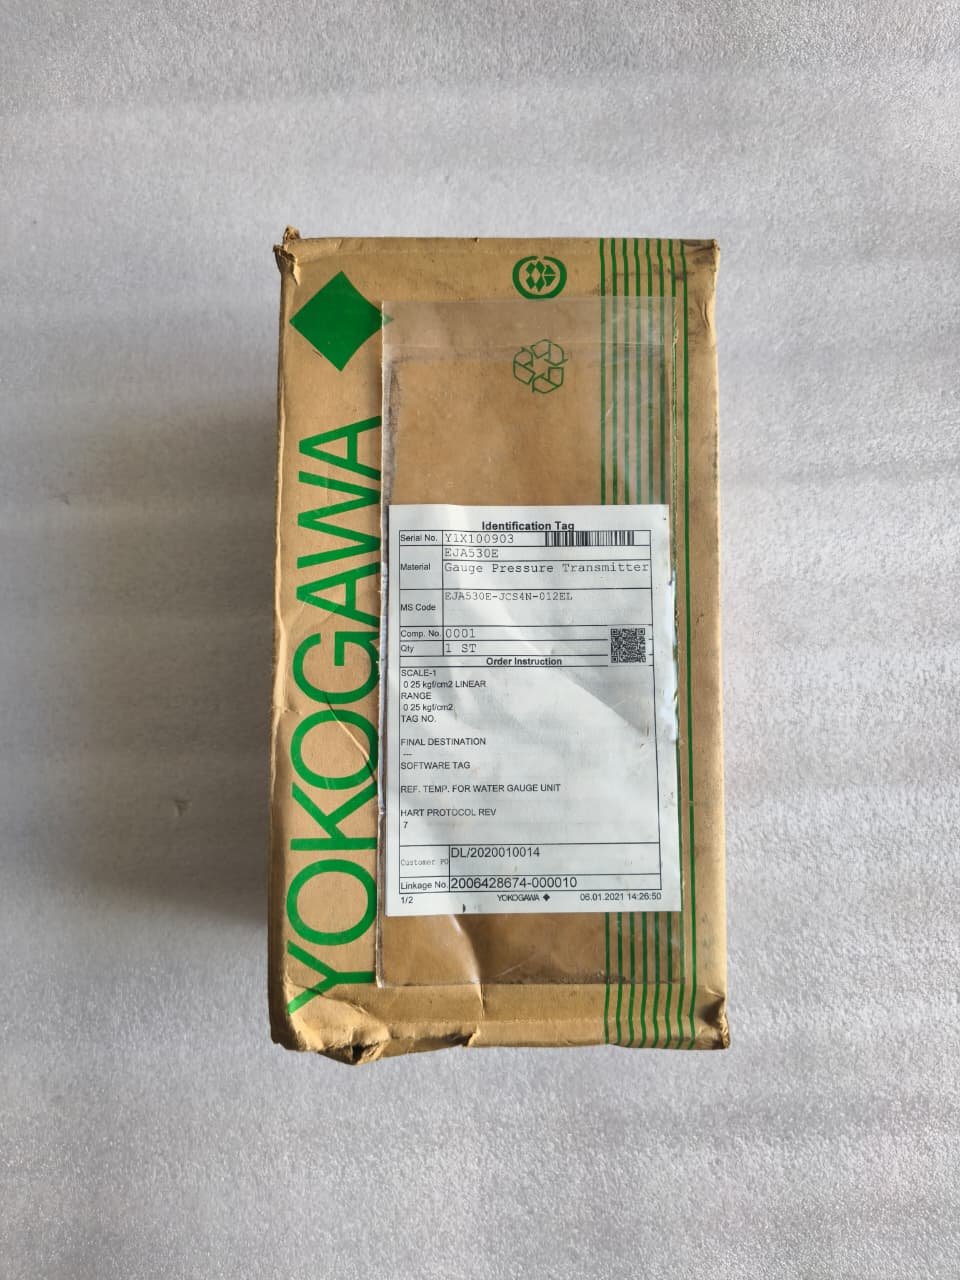 YOKOGAWA
Identification Tag
Serial No. Y1X100903
Material EJA530E
Gauge Pressure Transmitter
MS Code EJA530E-JCS4N-012EL
Comp. No. 0001
Qty 1 ST
Order Instruction
SCALE-1
0 25 kgf/cm2 LINEAR
RANGE
0 25 kgf/cm2
TAG NO.
FINAL DESTINATION
---
SOFTWARE TAG
REF. TEMP. FOR WATER GAUGE UNIT
HART PROTOCOL REV
7
Customer PO DL/2020010014
Linkage No. 2006428674-000010
1/2 YOKOGAWA 06.01.2021 14:26:50